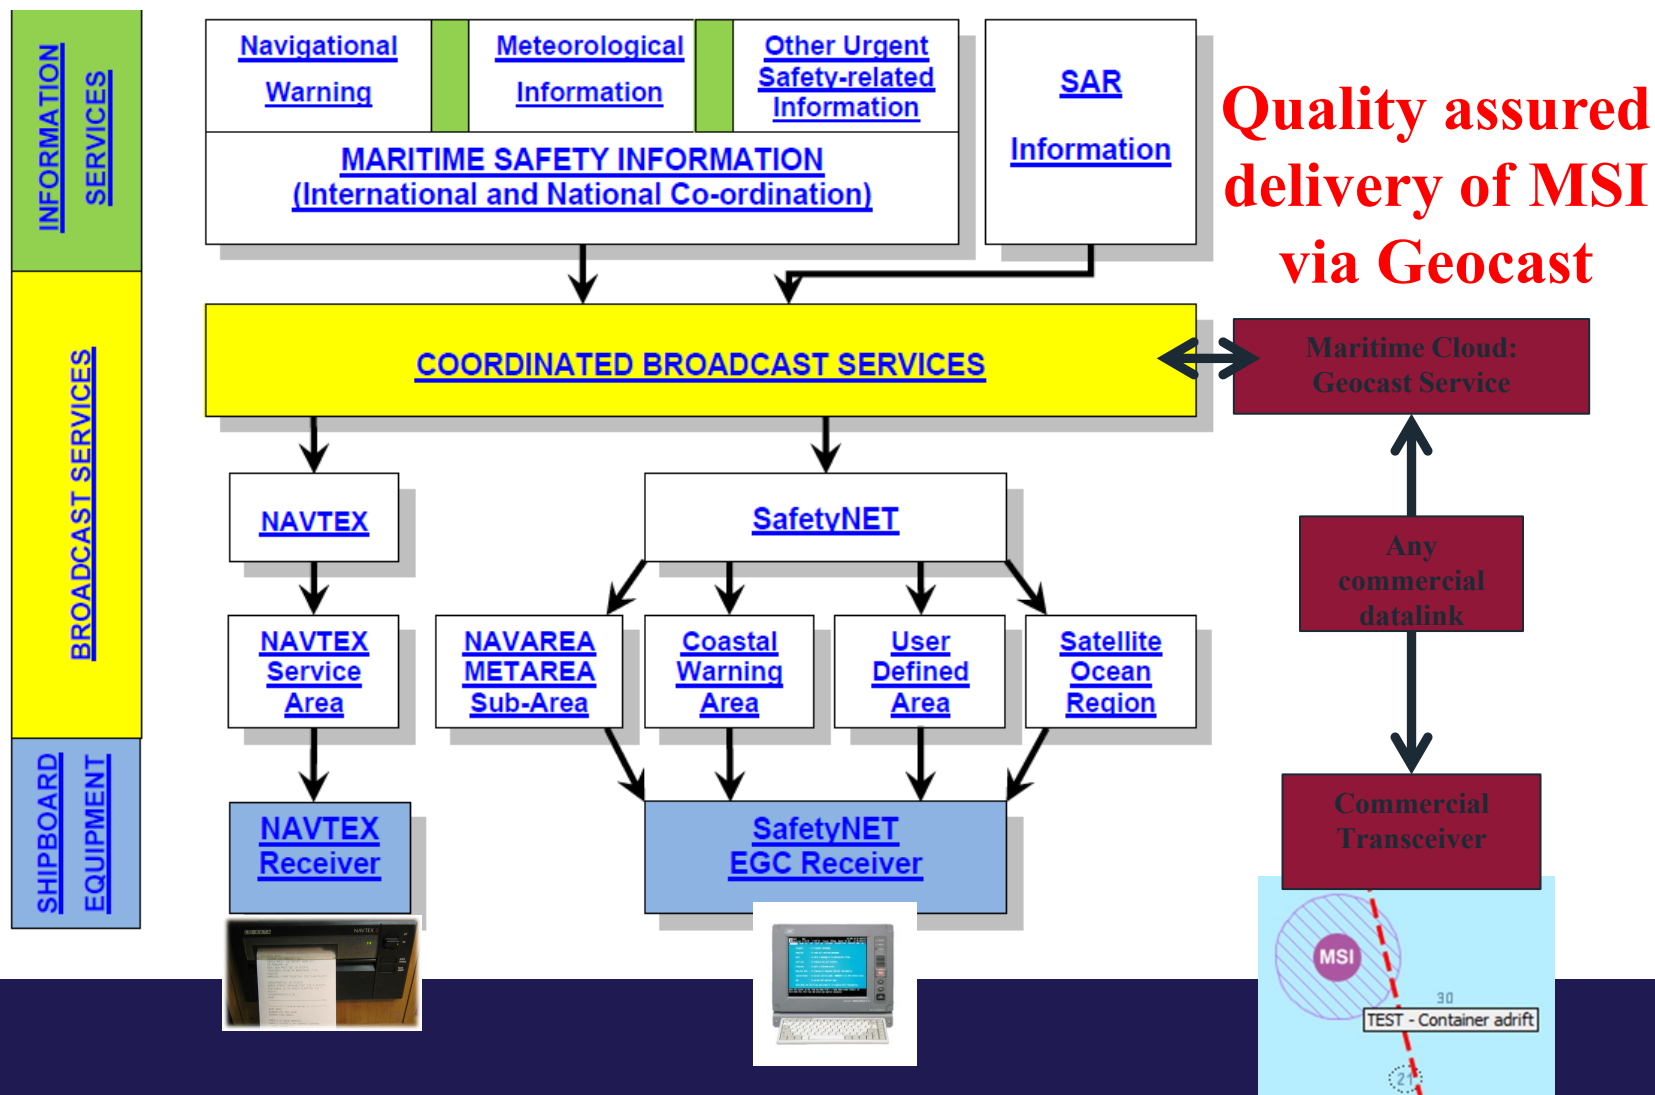 INFORMATION
SERVICES
BROADCAST SERVICES
SHIPBOARD
EQUIPMENT
Navigational
Warning
Meteorological
Information
Other Urgent
Safety-related
Information
MARITIME SAFETY INFORMATION
(International and National Co-ordination)
SAR
Information
Quality assured
delivery of MSI
via Geocast
COORDINATED BROADCAST SERVICES
Maritime Cloud:
Geocast Service
NAVTEX
SafetyNET
Any
commercial
datalink
NAVTEX
Service
Area
NAVAREA
METAREA
Sub-Area
Coastal
Warning
Area
User
Defined
Area
Satellite
Ocean
Region
NAVTEX
Receiver
SafetyNET
EGC Receiver
Commercial
Transceiver
NAVTEX
MSI
30
TEST - Container adrift
21